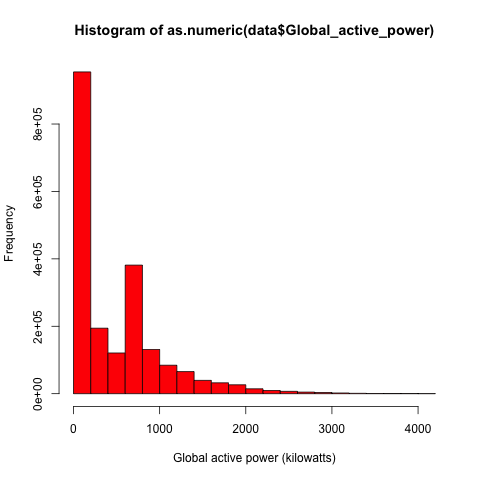 Histogram of as.numeric(data$Global_active_power)
Frequency
8e+05
6e+05
4e+05
2e+05
0e+00
0 1000 2000 3000 4000
Global active power (kilowatts)